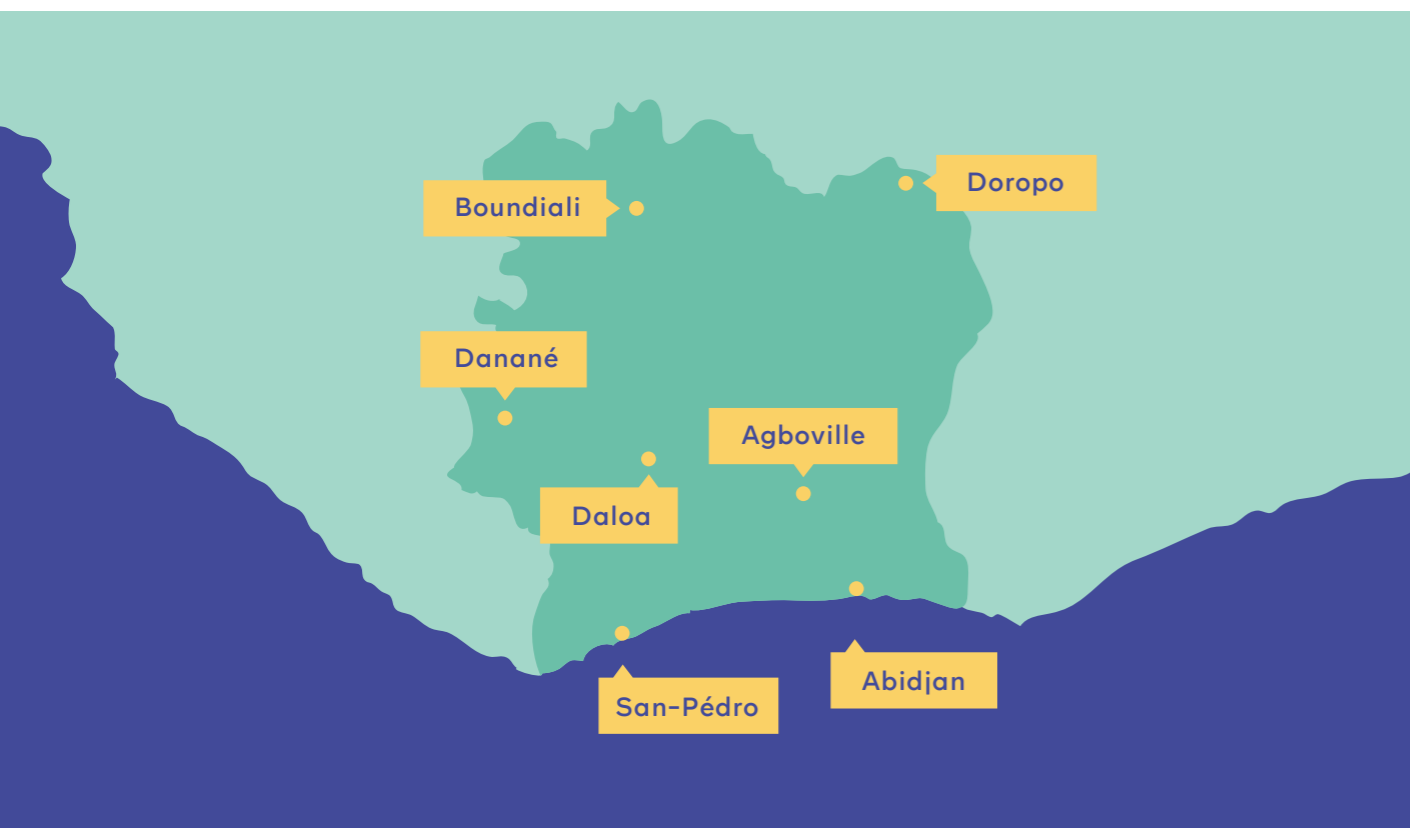 Doropo
Boundiali
Danané
Agboville
Daloa
Abidjan
San-Pédro